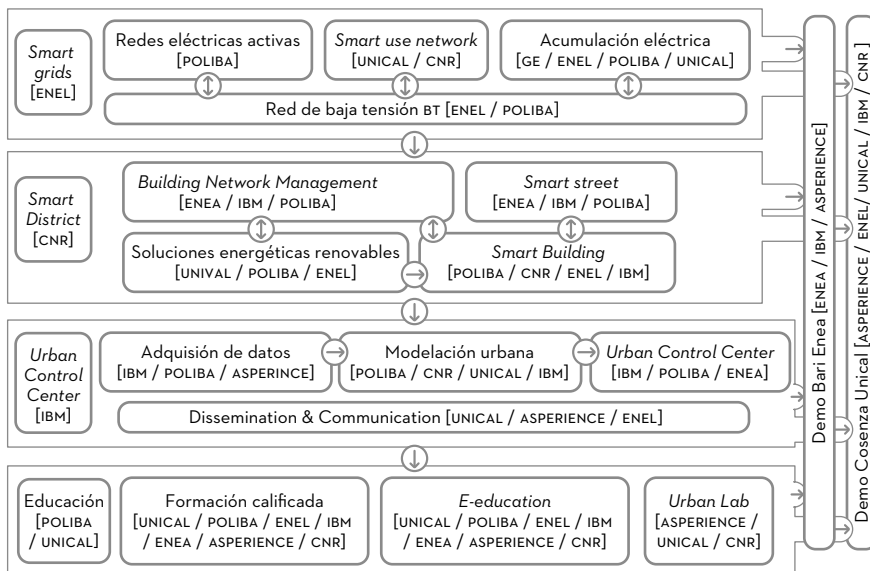 Smart
grids
[ENEL]
Redes eléctricas activas
[POLIBA]
Smart use network
[UNICAL / CNR]
Acumulación eléctrica
[GE / ENEL / POLIBA / UNICAL]
Red de baja tensión BT [ENEL / POLIBA]
Smart
District
[CNR]
Building Network Management
[ENEA / IBM / POLIBA]
Smart street
[ENEA / IBM / POLIBA]
Soluciones energéticas renovables
[UNIVAL / POLIBA / ENEL]
Smart Building
[POLIBA / CNR / ENEL / IBM]
Urban
Control
Center
[IBM]
Adquisión de datos
[IBM / POLIBA / ASPERINCE]
Modelación urbana
[POLIBA / CNR / UNICAL / IBM]
Urban Control Center
[IBM / POLIBA / ENEA]
Dissemination & Communication [UNICAL / ASPERIENCE / ENEL]
Educación
[POLIBA
/ UNICAL]
Formación calificada
[UNICAL / POLIBA / ENEL / IBM
/ ENEA / ASPERIENCE / CNR]
E-education
[UNICAL / POLIBA / ENEL / IBM
/ ENEA / ASPERIENCE / CNR]
Urban Lab
[ASPERIENCE /
UNICAL / CNR]
Demo Bari Enea [ENEA / IBM / ASPERIENCE]
Demo Cosenza Unical [ASPERIENCE / ENEL/ UNICAL / IBM / CNR]